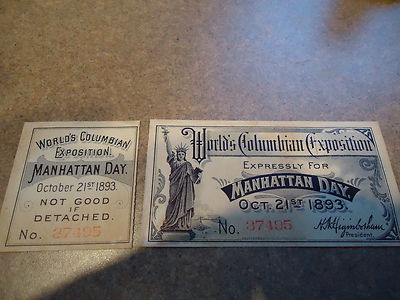 World's Columbian
Exposition.
Manhattan Day.
October 21ST 1893.
Not Good
If
Detached.
No. 37495
World's Columbian Exposition
Expressly For
Manhattan Day
Oct. 21ST 1893.
No. 37495
H.N. Higinbotham
President.